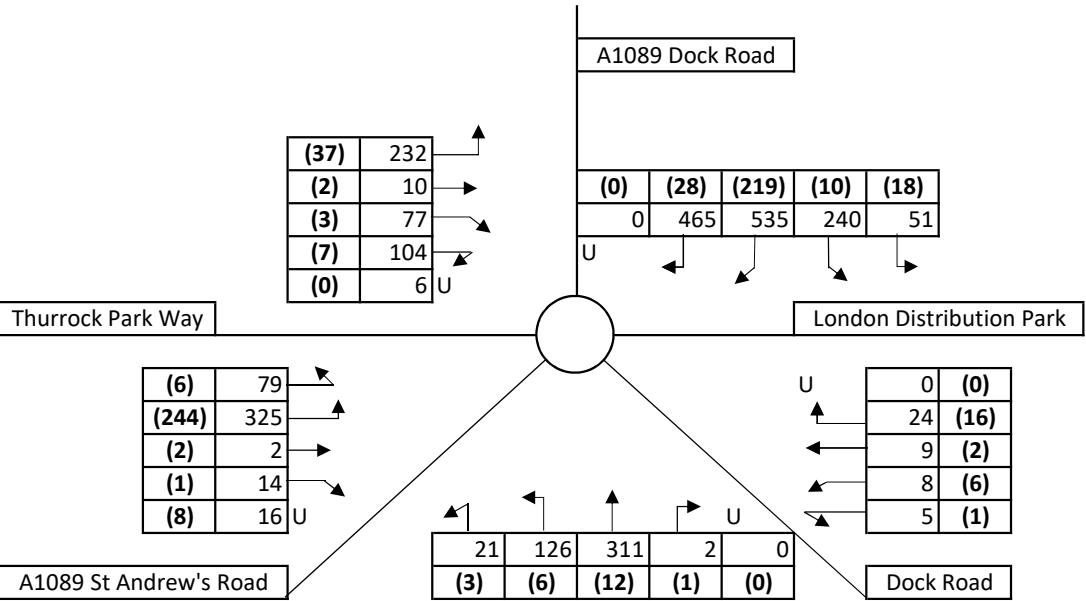 A1089 Dock Road
(37) 232
(2) 10
(3) 77
(7) 104
(0) 6 U
(0) (28) (219) (10) (18)
0 465 535 240 51
U
Thurrock Park Way
London Distribution Park
(6) 79
(244) 325
(2) 2
(1) 14
(8) 16 U
U 0 (0)
24 (16)
9 (2)
8 (6)
5 (1)
U
21 126 311 2 0
(3) (6) (12) (1) (0)
A1089 St Andrew's Road
Dock Road